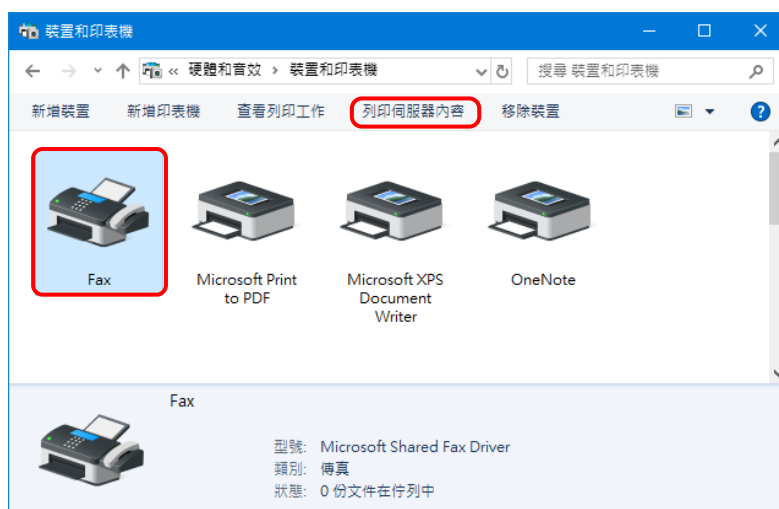 裝置和印表機
« 硬體和音效 › 裝置和印表機
搜尋 裝置和印表機
新增裝置 新增印表機 查看列印工作 列印伺服器內容 移除裝置
Fax
Microsoft Print
to PDF
Microsoft XPS
Document
Writer
OneNote
Fax
型號: Microsoft Shared Fax Driver
類別: 傳真
狀態: 0 份文件在佇列中